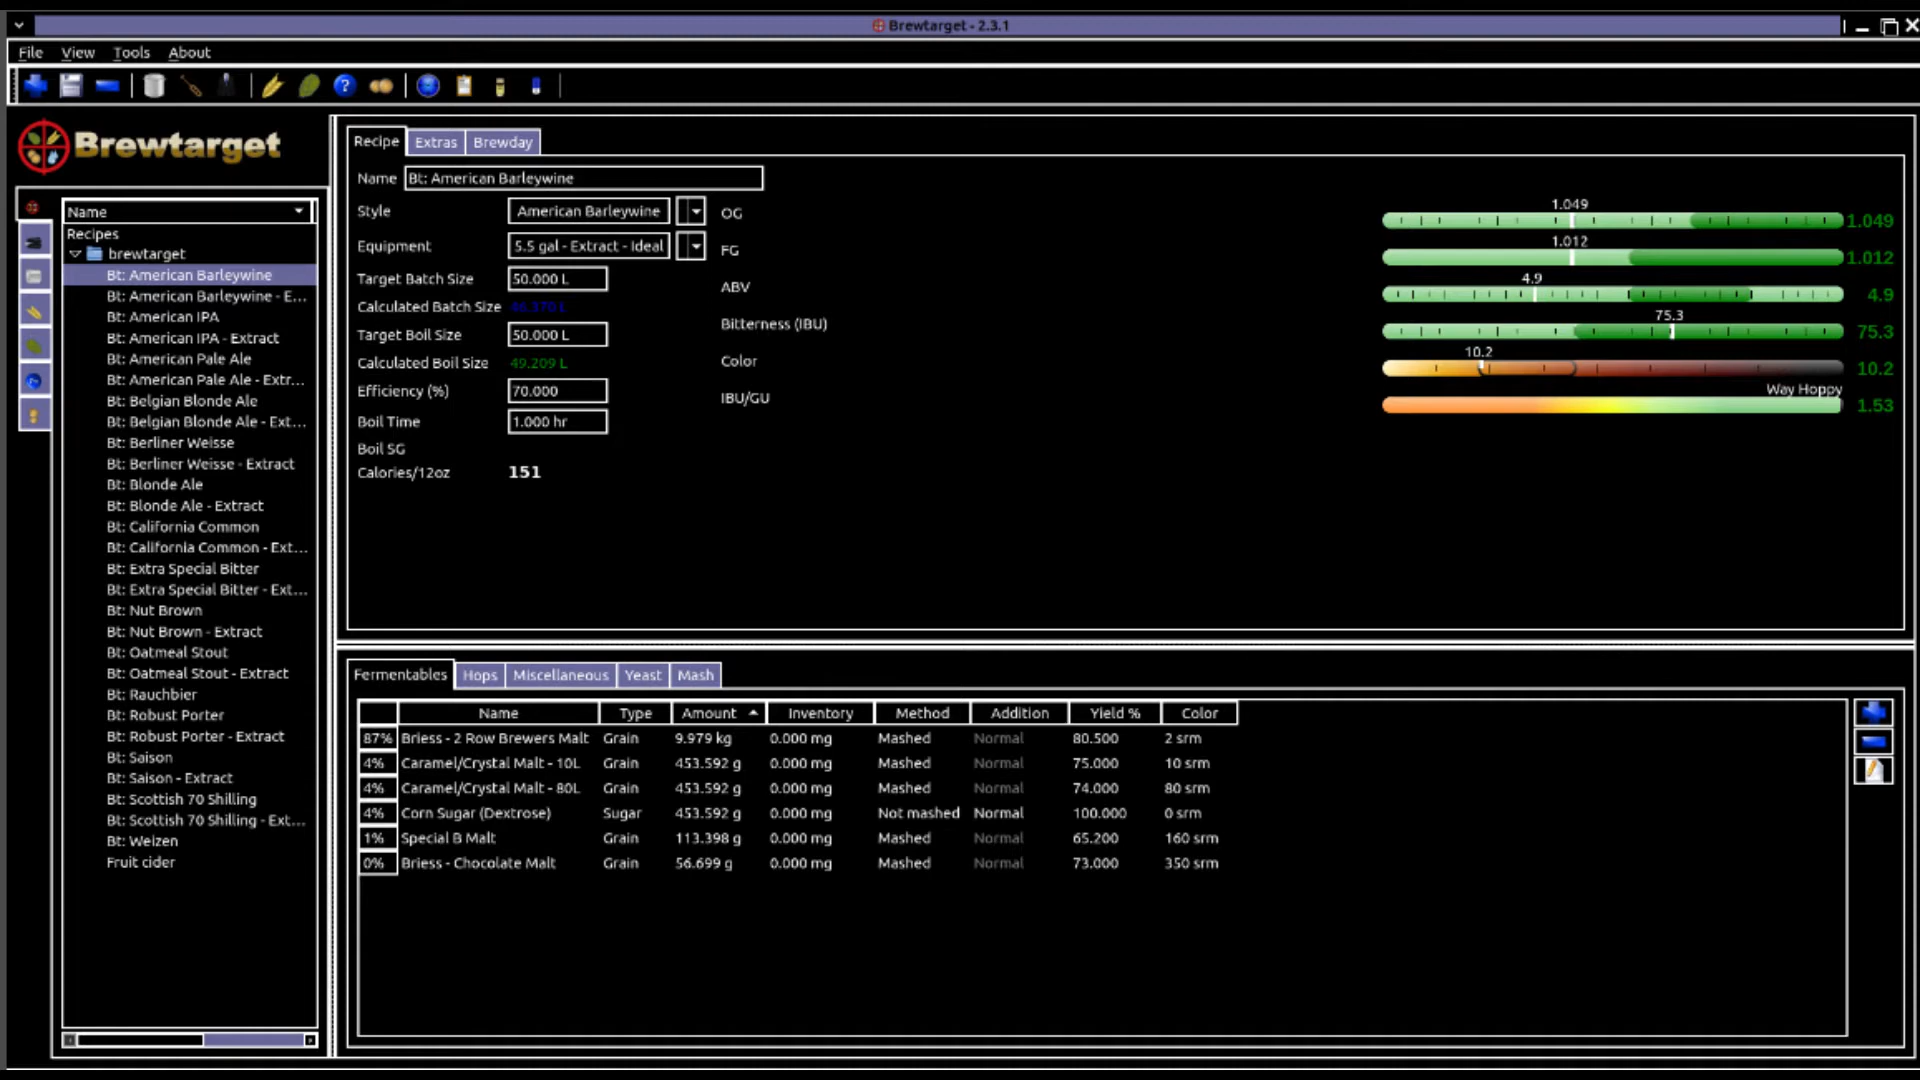 Brewtarget - 2.3.1
File View Tools About
Brewtarget
Name
Recipes
brewtarget
Bt: American Barleywine
Bt: American Barleywine - E...
Bt: American IPA
Bt: American IPA - Extract
Bt: American Pale Ale
Bt: American Pale Ale - Extr...
Bt: Belgian Blonde Ale
Bt: Belgian Blonde Ale - Ext...
Bt: Berliner Weisse
Bt: Berliner Weisse - Extract
Bt: Blonde Ale
Bt: Blonde Ale - Extract
Bt: California Common
Bt: California Common - Ext...
Bt: Extra Special Bitter
Bt: Extra Special Bitter - Ext...
Bt: Nut Brown
Bt: Nut Brown - Extract
Bt: Oatmeal Stout
Bt: Oatmeal Stout - Extract
Bt: Rauchbier
Bt: Robust Porter
Bt: Robust Porter - Extract
Bt: Saison
Bt: Saison - Extract
Bt: Scottish 70 Shilling
Bt: Scottish 70 Shilling - Ext...
Bt: Weizen
Fruit cider
Recipe Extras Brewday
Name Bt: American Barleywine
Style American Barleywine
Equipment 5.5 gal - Extract - Ideal
Target Batch Size 50.000 L
Calculated Batch Size 46.370 L
Target Boil Size 50.000 L
Calculated Boil Size 49.209 L
Efficiency (%) 70.000
Boil Time 1.000 hr
Boil SG
Calories/12oz 151
OG 1.049 1.049
FG 1.012 1.012
ABV 4.9 4.9
Bitterness (IBU) 75.3 75.3
Color 10.2 10.2
IBU/GU Way Hoppy 1.53
Fermentables Hops Miscellaneous Yeast Mash
Name Type Amount Inventory Method Addition Yield % Color
87% Briess - 2 Row Brewers Malt Grain 9.979 kg 0.000 mg Mashed Normal 80.500 2 srm
4% Caramel/Crystal Malt - 10L Grain 453.592 g 0.000 mg Mashed Normal 75.000 10 srm
4% Caramel/Crystal Malt - 80L Grain 453.592 g 0.000 mg Mashed Normal 74.000 80 srm
4% Corn Sugar (Dextrose) Sugar 453.592 g 0.000 mg Not mashed Normal 100.000 0 srm
1% Special B Malt Grain 113.398 g 0.000 mg Mashed Normal 65.200 160 srm
0% Briess - Chocolate Malt Grain 56.699 g 0.000 mg Mashed Normal 73.000 350 srm